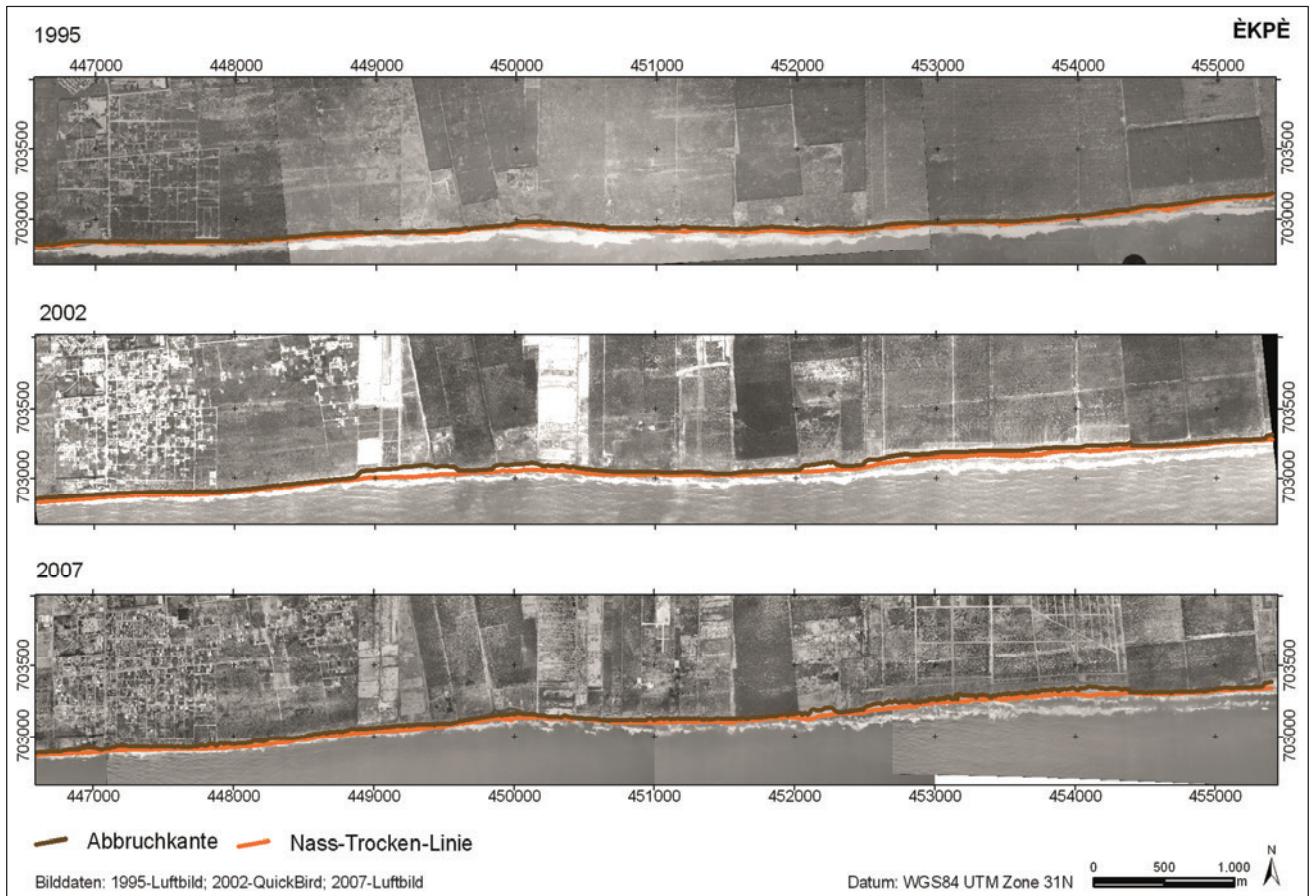 1995
ÈKPÈ
447000 448000 449000 450000 451000 452000 453000 454000 455000
703500 703500
703000 703000
2002
703500 703500
703000 703000
2007
703500 703500
703000 703000
447000 448000 449000 450000 451000 452000 453000 454000 455000
Abbruchkante Nass-Trocken-Linie
Bilddaten: 1995-Luftbild; 2002-QuickBird; 2007-Luftbild
Datum: WGS84 UTM Zone 31N
0 500 1.000
m
N